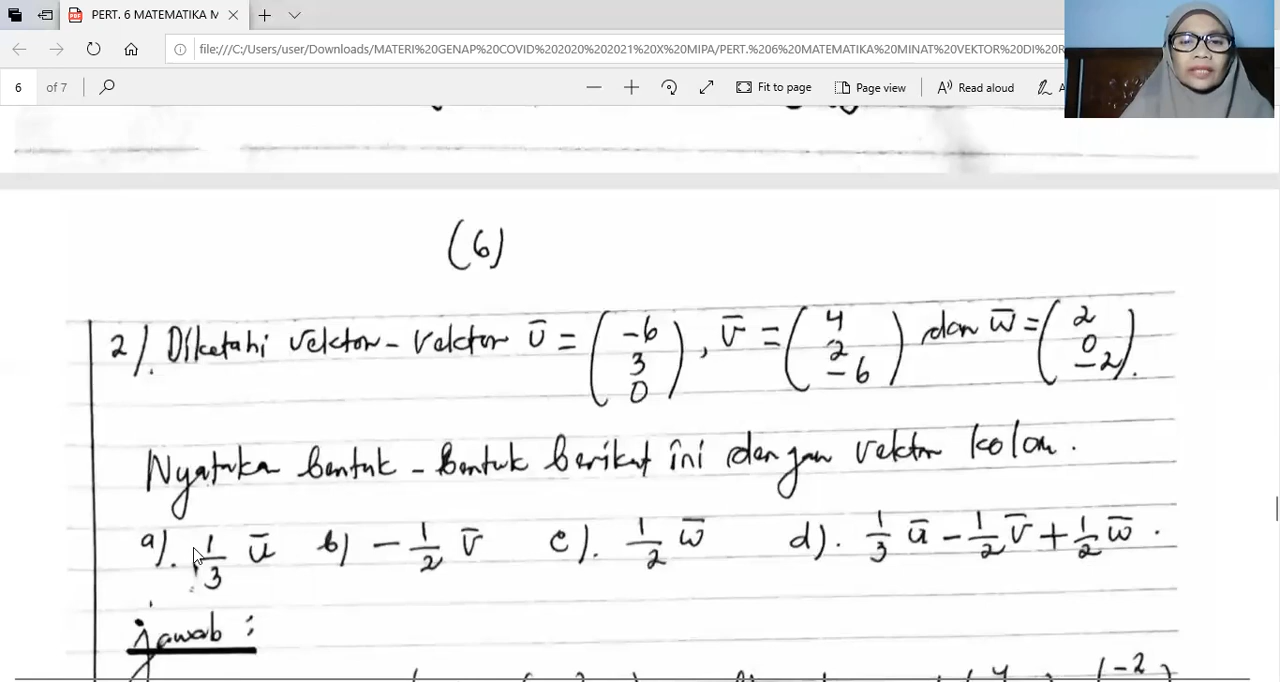 PERT. 6 MATEMATIKA M
file:///C:/Users/user/Downloads/MATERI%20GENAP%20COVID%202020%202021%20X%20MIPA/PERT.%206%20MATEMATIKA%20MINAT%20VEKTOR%20DI%20R
6 of 7 Fit to page Page view Read aloud
(6)
2/. Diketahi Vektor - Vektor ū = (-6 3 0), v̄ = (4 2 -6) dan w̄ = (2 0 -2).
Nyatuka bentuk - bentuk berikut ini dengan vektor kolom.
a). 1/3 ū b) - 1/2 v̄ c). 1/2 w̄ d). 1/3 ū - 1/2 v̄ + 1/2 w̄ .
jawab :
4 -2